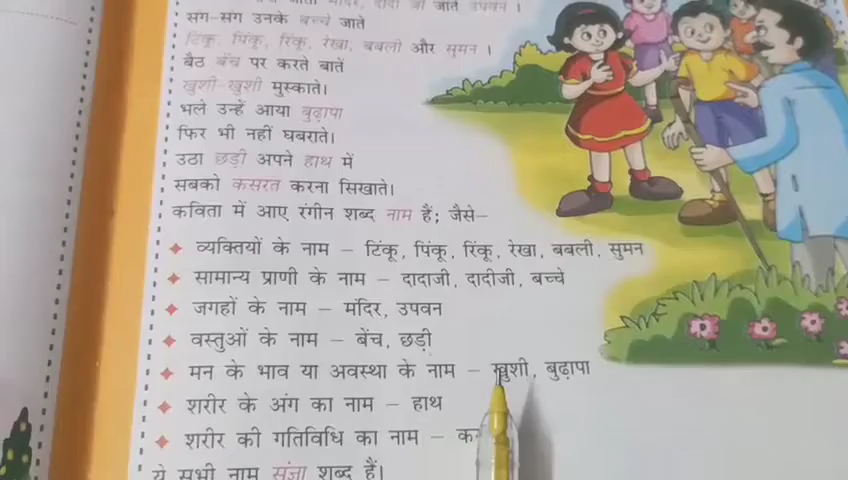 जाते उपवन।
संग-संग उनके बच्चे जाते
टिंकू, पिंकू, रिंकू, रेखा, बबली और सुमन।
बैठ बेंच पर करते बातें
खुशी-खुशी मुस्काते।
भले उन्हें आया बुढ़ापा
फिर भी नहीं घबराते।
उठा छड़ी अपने हाथ में
सबको कसरत करना सिखाते।
कविता में आए रंगीन शब्द नाम हैं; जैसे–
व्यक्तियों के नाम – टिंकू, पिंकू, रिंकू, रेखा, बबली, सुमन
सामान्य प्राणी के नाम – दादाजी, दादीजी, बच्चे
जगहों के नाम – मंदिर, उपवन
वस्तुओं के नाम – बेंच, छड़ी
मन के भाव या अवस्था के नाम – खुशी, बुढ़ापा
शरीर के अंग का नाम – हाथ
शरीर की गतिविधि का नाम –
ये सभी नाम संज्ञा शब्द हैं।